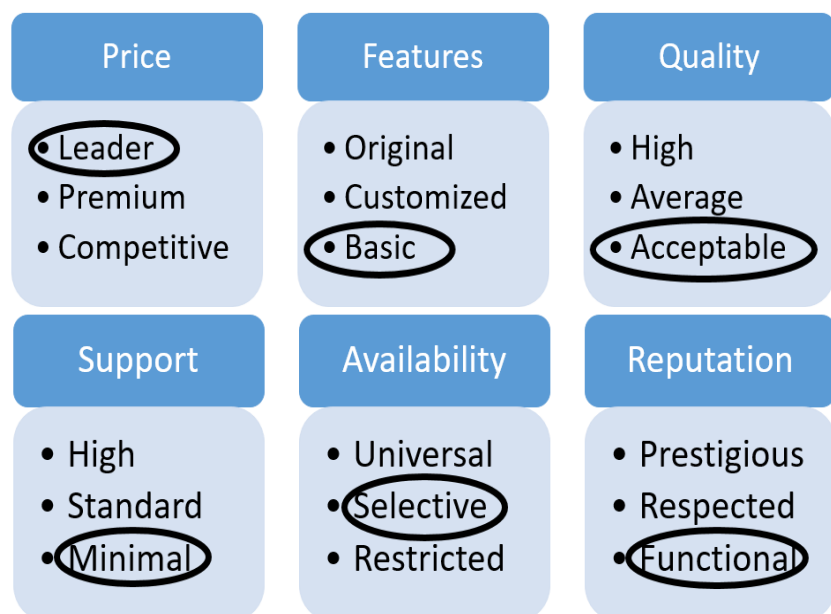 Price
• Leader
• Premium
• Competitive
Features
• Original
• Customized
• Basic
Quality
• High
• Average
• Acceptable
Support
• High
• Standard
• Minimal
Availability
• Universal
• Selective
• Restricted
Reputation
• Prestigious
• Respected
• Functional